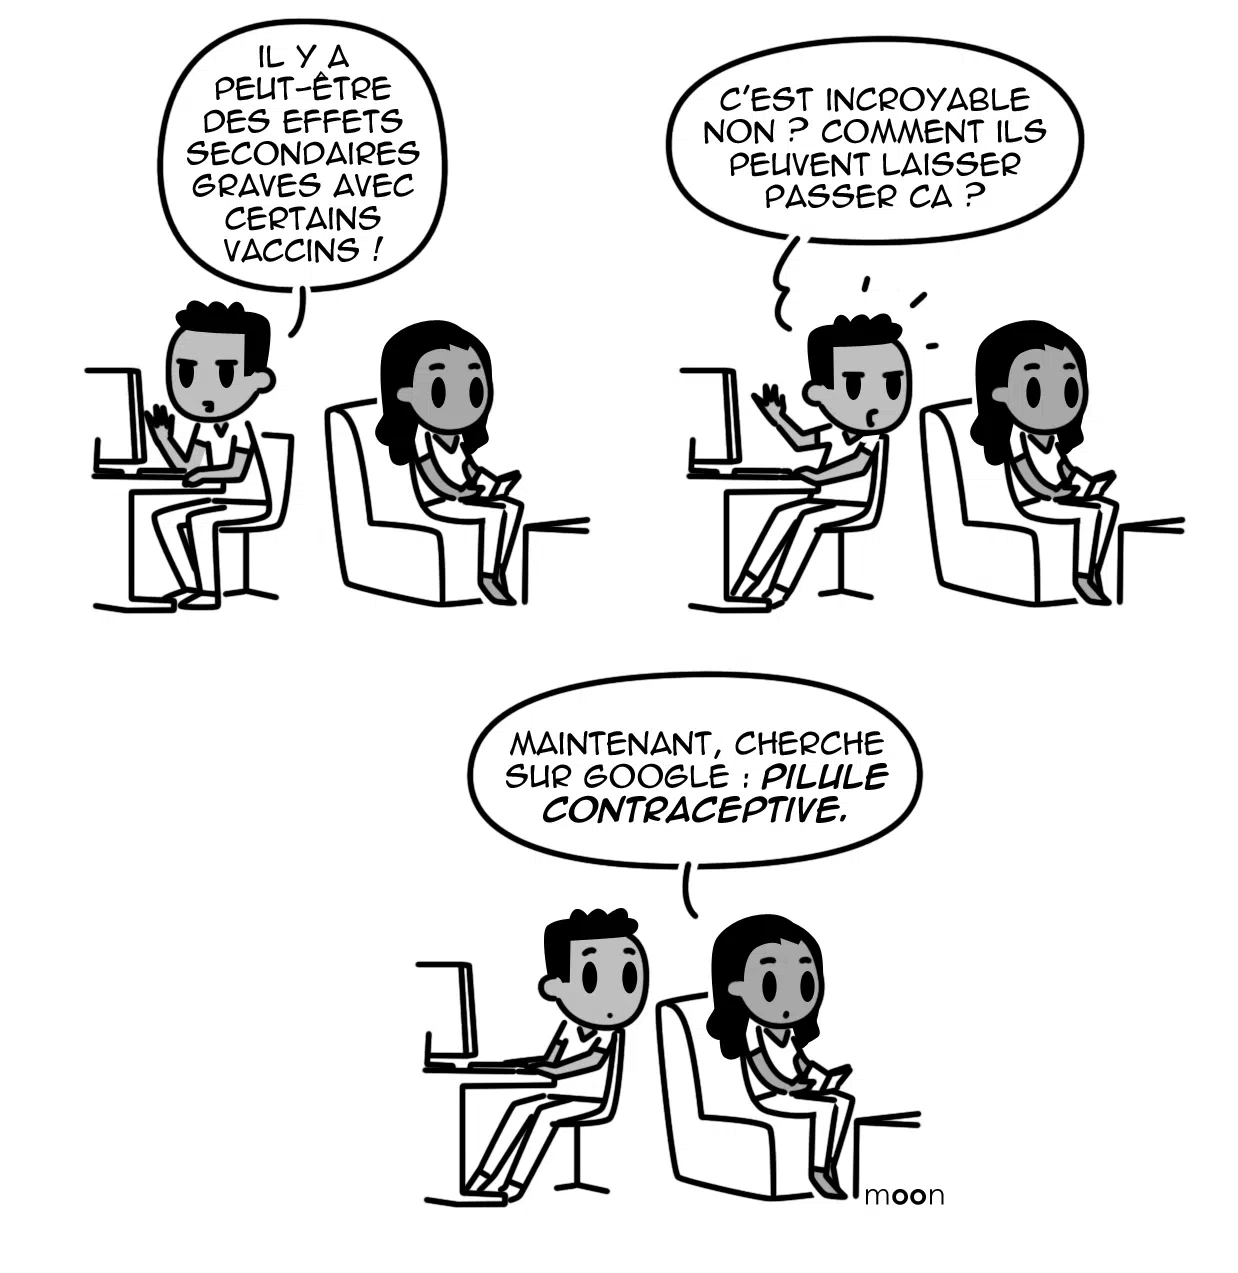 IL Y A
PEUT-ÊTRE
DES EFFETS
SECONDAIRES
GRAVES AVEC
CERTAINS
VACCINS !
C'EST INCROYABLE
NON ? COMMENT ILS
PEUVENT LAISSER
PASSER CA ?
MAINTENANT, CHERCHE
SUR GOOGLE : PILULE
CONTRACEPTIVE.
moon